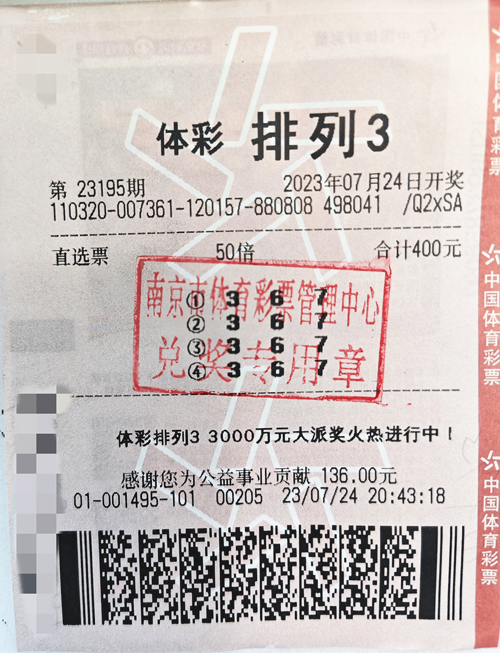 中国体育彩票
体彩 排列3
第 23195期 2023年07月24日开奖
110320-007361-120157-880808 498041 /Q2xSA
直选票 50倍 合计400元
南京市体育彩票管理中心
① 3 6 7
② 3 6 7
③ 3 6 7
④ 3 6 7
兑奖专用章
体彩排列3 3000万元大派奖火热进行中！
感谢您为公益事业贡献 136.00元
01-001495-101 00205 23/07/24 20:43:18
中国体育彩票
中国体育彩票